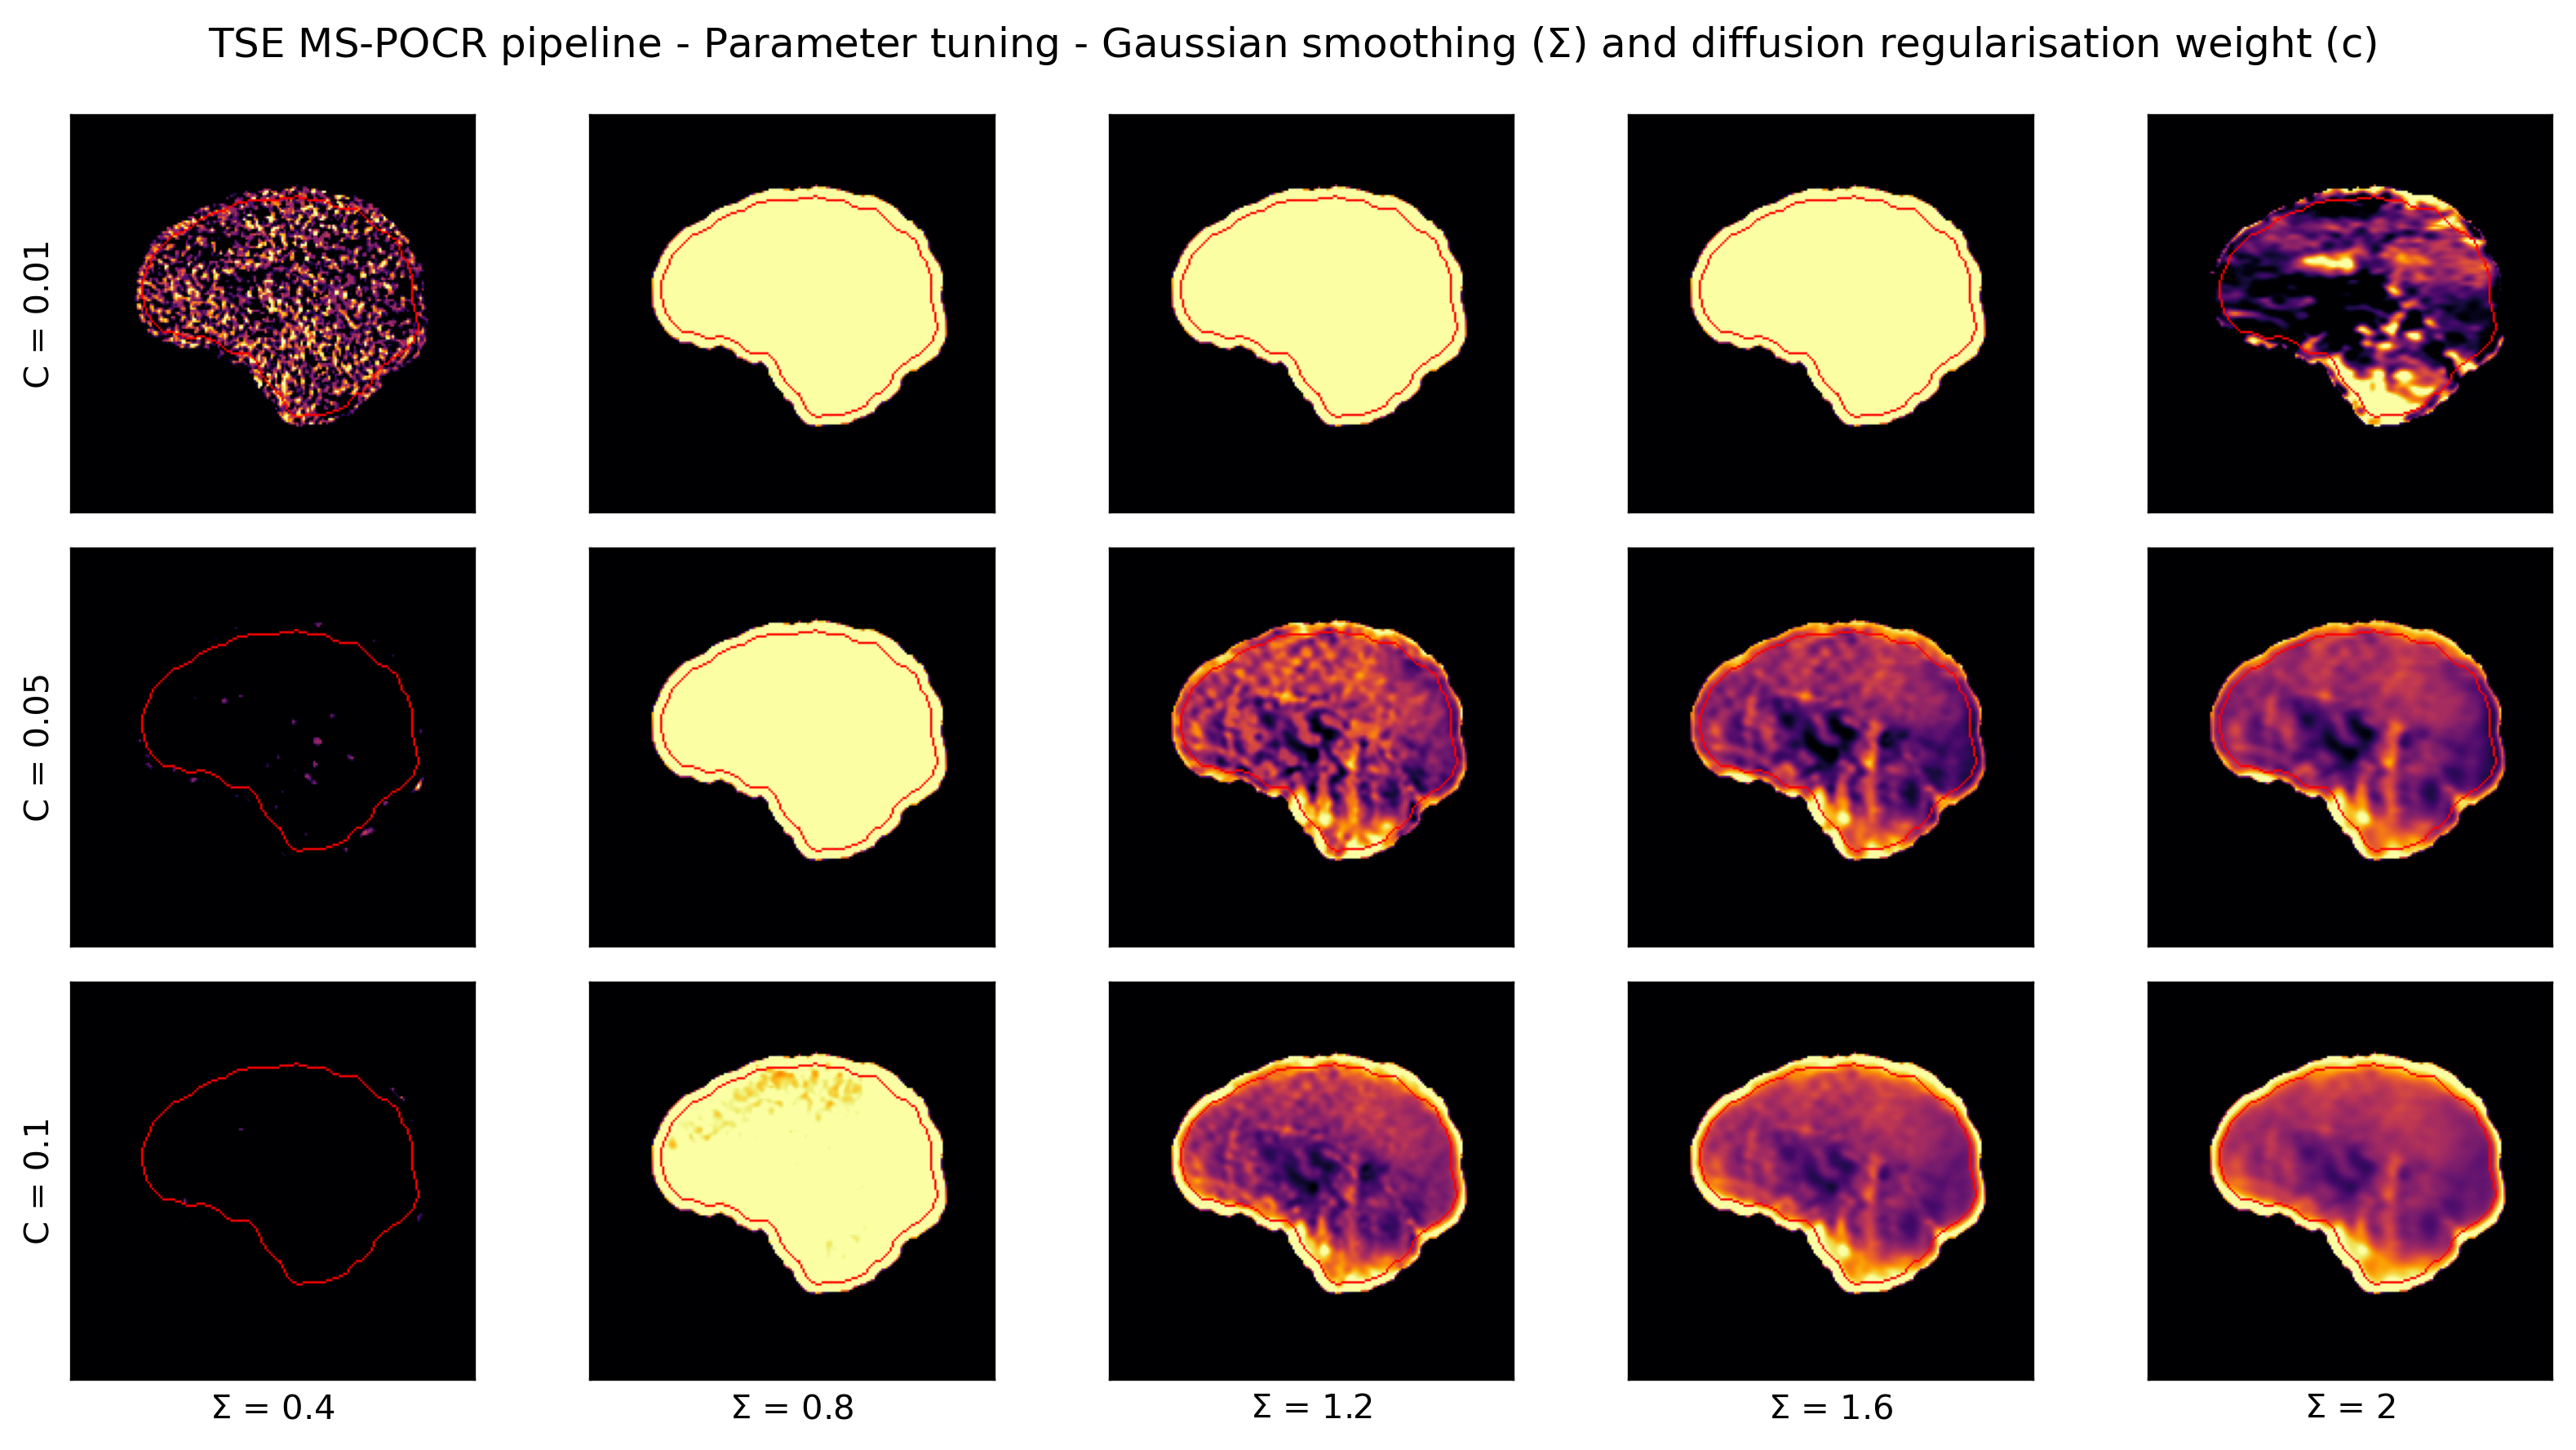 TSE MS-POCR pipeline - Parameter tuning - Gaussian smoothing (Σ) and diffusion regularisation weight (c)
C = 0.01
C = 0.05
C = 0.1
Σ = 0.4
Σ = 0.8
Σ = 1.2
Σ = 1.6
Σ = 2